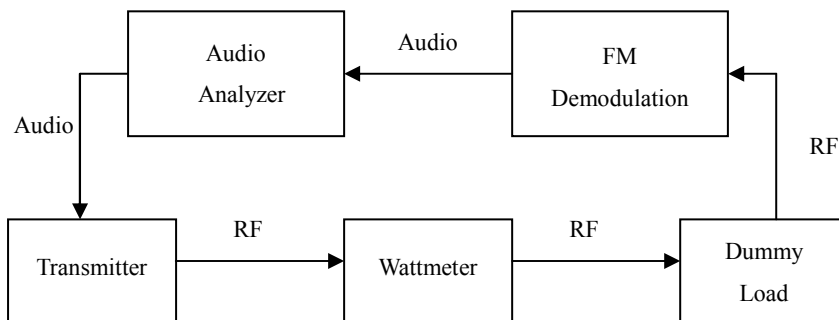 Audio
Analyzer
Audio
FM
Demodulation
Audio
RF
Transmitter
RF
Wattmeter
RF
Dummy
Load